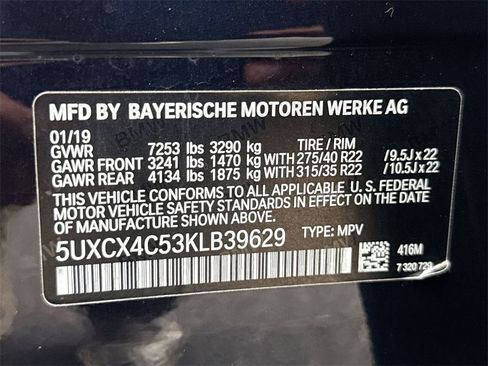 MFD BY BAYERISCHE MOTOREN WERKE AG
01/19
GVWR 7253 lbs 3290 kg TIRE / RIM
GAWR FRONT 3241 lbs 1470 kg WITH 275/40 R22 /9.5J x 22
GAWR REAR 4134 lbs 1875 kg WITH 315/35 R22 /10.5J x 22
THIS VEHICLE CONFORMS TO ALL APPLICABLE U. S. FEDERAL
MOTOR VEHICLE SAFETY STANDARDS IN EFFECT ON THE
DATE OF MANUFACTURE SHOWN ABOVE.
5UXCX4C53KLB39629 TYPE: MPV
416M
7 320 729